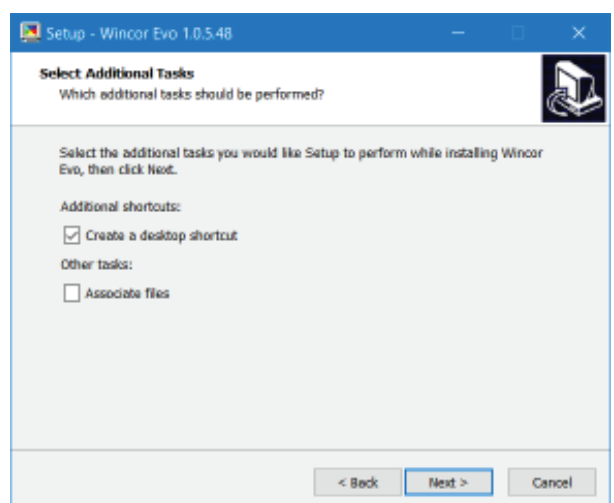 Setup - Wincor Evo 1.0.5.48
Select Additional Tasks
Which additional tasks should be performed?
Select the additional tasks you would like Setup to perform while installing Wincor
Evo, then click Next.
Additional shortcuts:
Create a desktop shortcut
Other tasks:
Associate files
< Back Next > Cancel